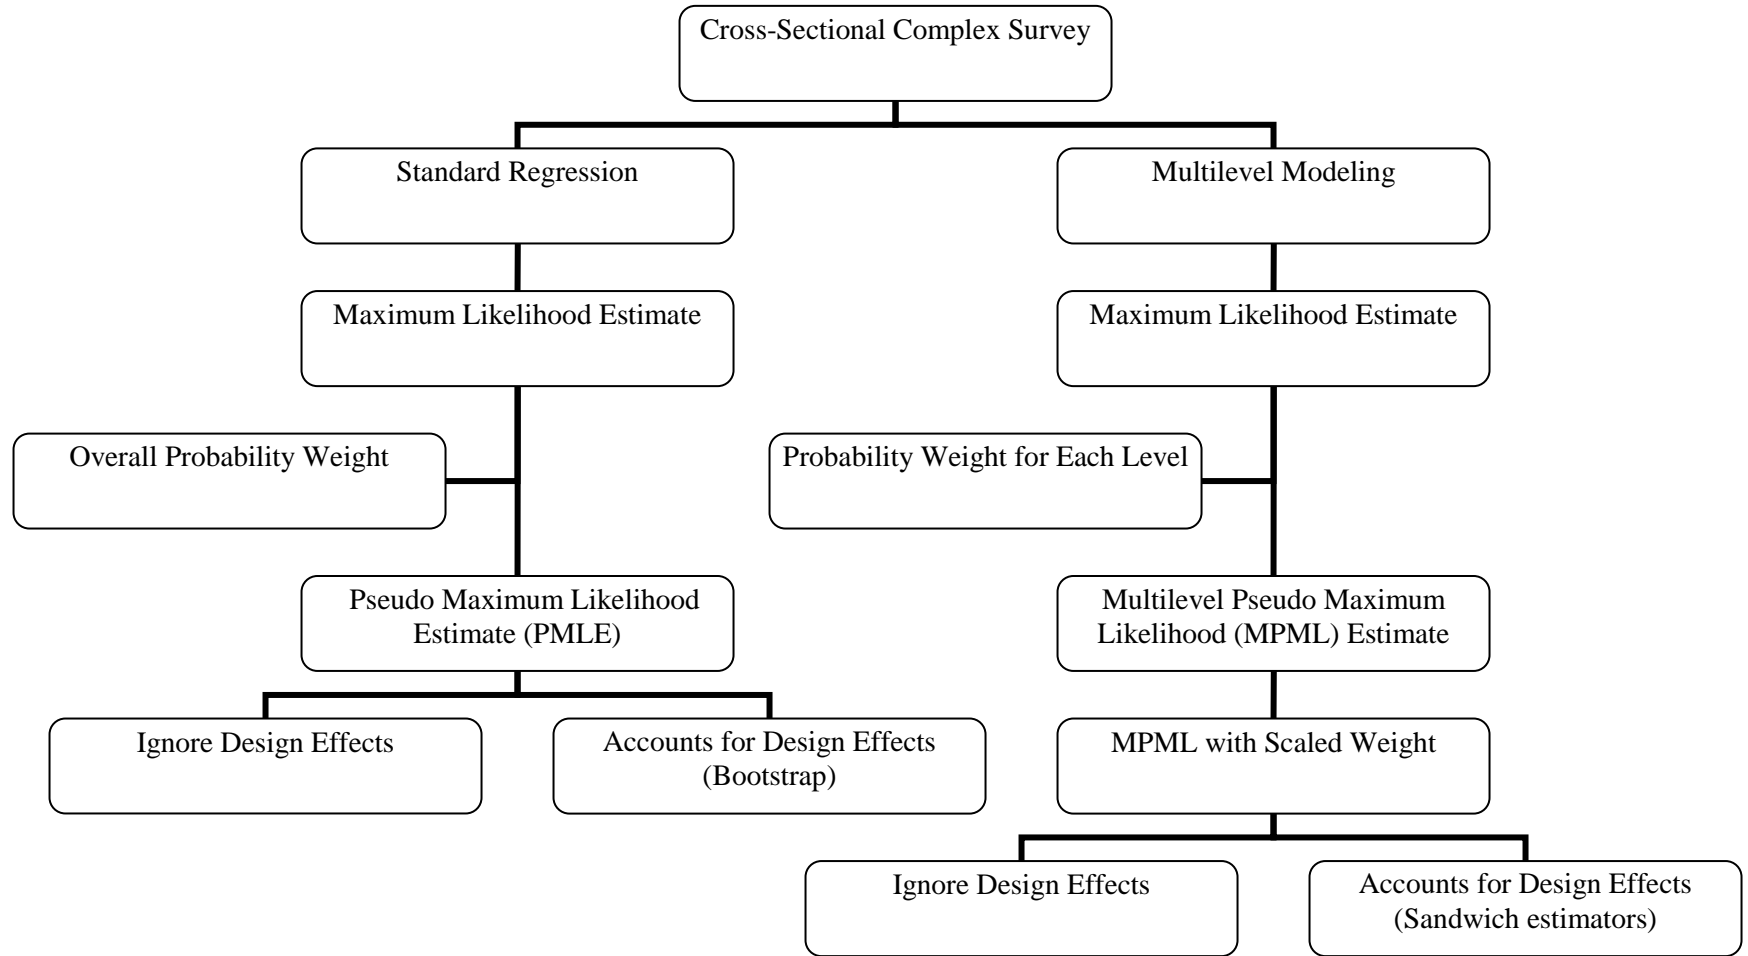 Cross-Sectional Complex Survey
Standard Regression
Multilevel Modeling
Maximum Likelihood Estimate
Maximum Likelihood Estimate
Overall Probability Weight
Probability Weight for Each Level
Pseudo Maximum Likelihood
Estimate (PMLE)
Multilevel Pseudo Maximum
Likelihood (MPML) Estimate
Ignore Design Effects
Accounts for Design Effects
(Bootstrap)
MPML with Scaled Weight
Ignore Design Effects
Accounts for Design Effects
(Sandwich estimators)